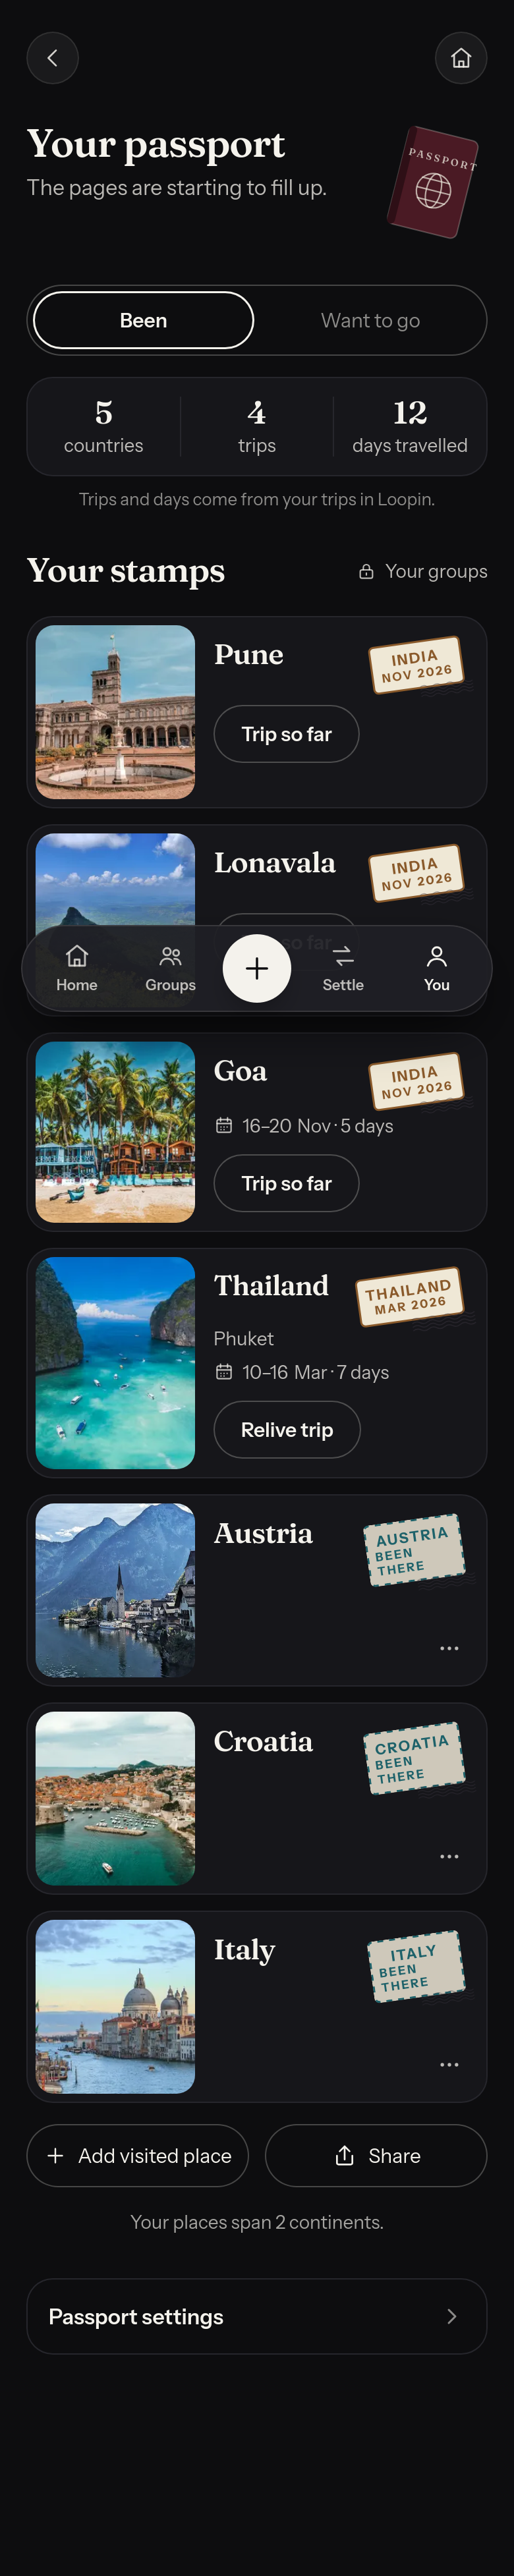 Your passport
The pages are starting to fill up.
PASSPORT
Been
Want to go
5
countries
4
trips
12
days travelled
Trips and days come from your trips in Loopin.
Your stamps
Your groups
Pune
INDIA
NOV 2026
Trip so far
Lonavala
INDIA
NOV 2026
so far
Home
Groups
Settle
You
Goa
INDIA
NOV 2026
16–20 Nov · 5 days
Trip so far
Thailand
THAILAND
MAR 2026
Phuket
10–16 Mar · 7 days
Relive trip
Austria
AUSTRIA
BEEN
THERE
Croatia
CROATIA
BEEN
THERE
Italy
ITALY
BEEN
THERE
Add visited place
Share
Your places span 2 continents.
Passport settings